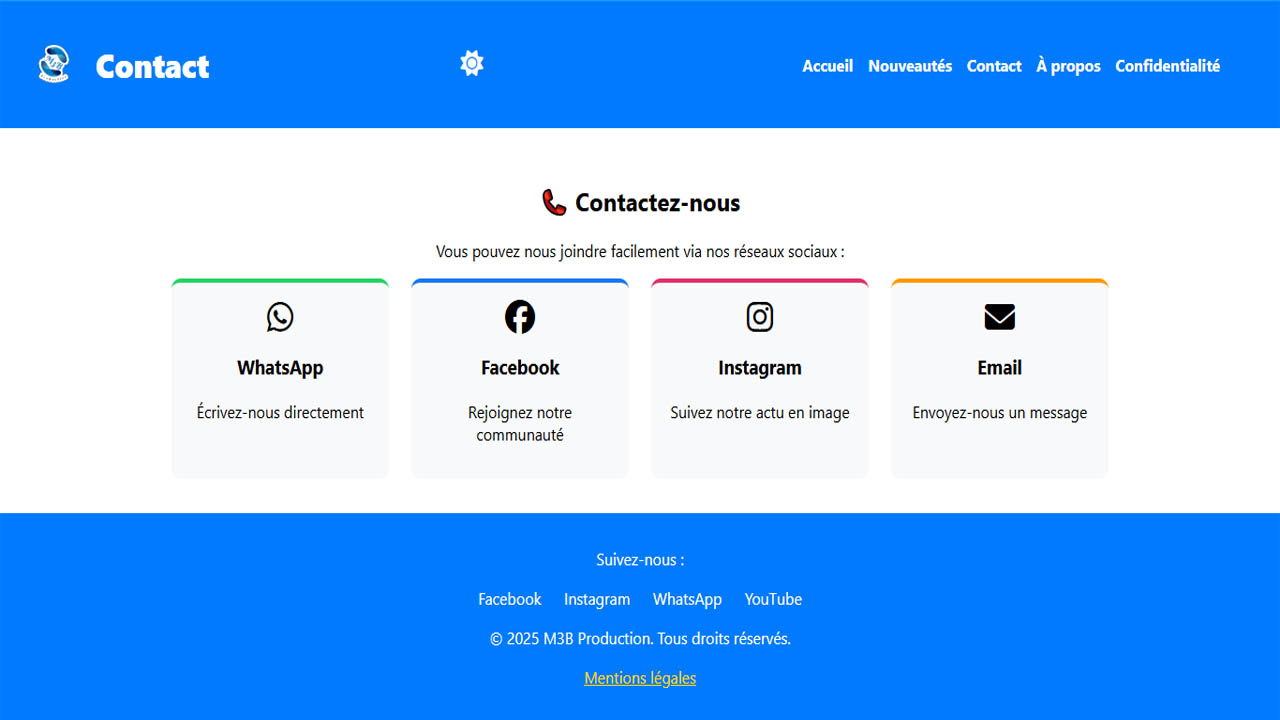 Contact
Accueil Nouveautés Contact À propos Confidentialité
Contactez-nous
Vous pouvez nous joindre facilement via nos réseaux sociaux :
WhatsApp
Écrivez-nous directement
Facebook
Rejoignez notre
communauté
Instagram
Suivez notre actu en image
Email
Envoyez-nous un message
Suivez-nous :
Facebook Instagram WhatsApp YouTube
© 2025 M3B Production. Tous droits réservés.
Mentions légales